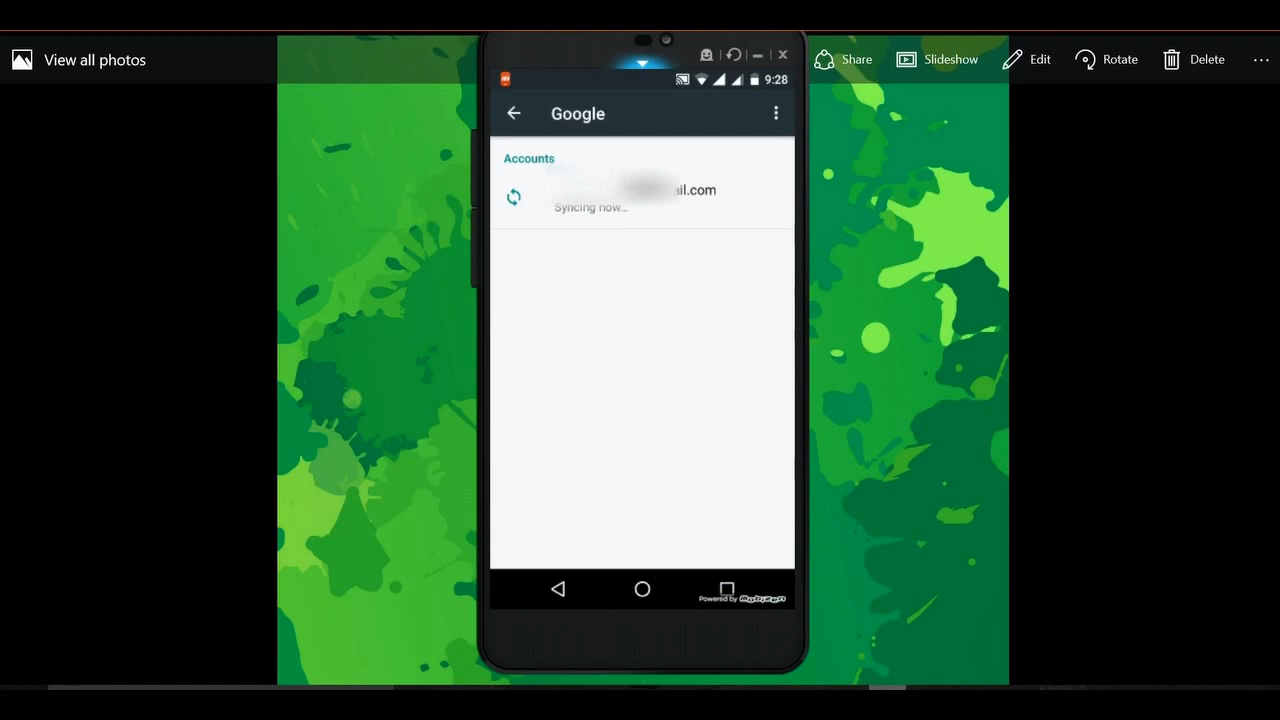 View all photos
Share
Slideshow
Edit
Rotate
Delete
9:28
Google
Accounts
ail.com
Syncing now...
Powered by Mobizen